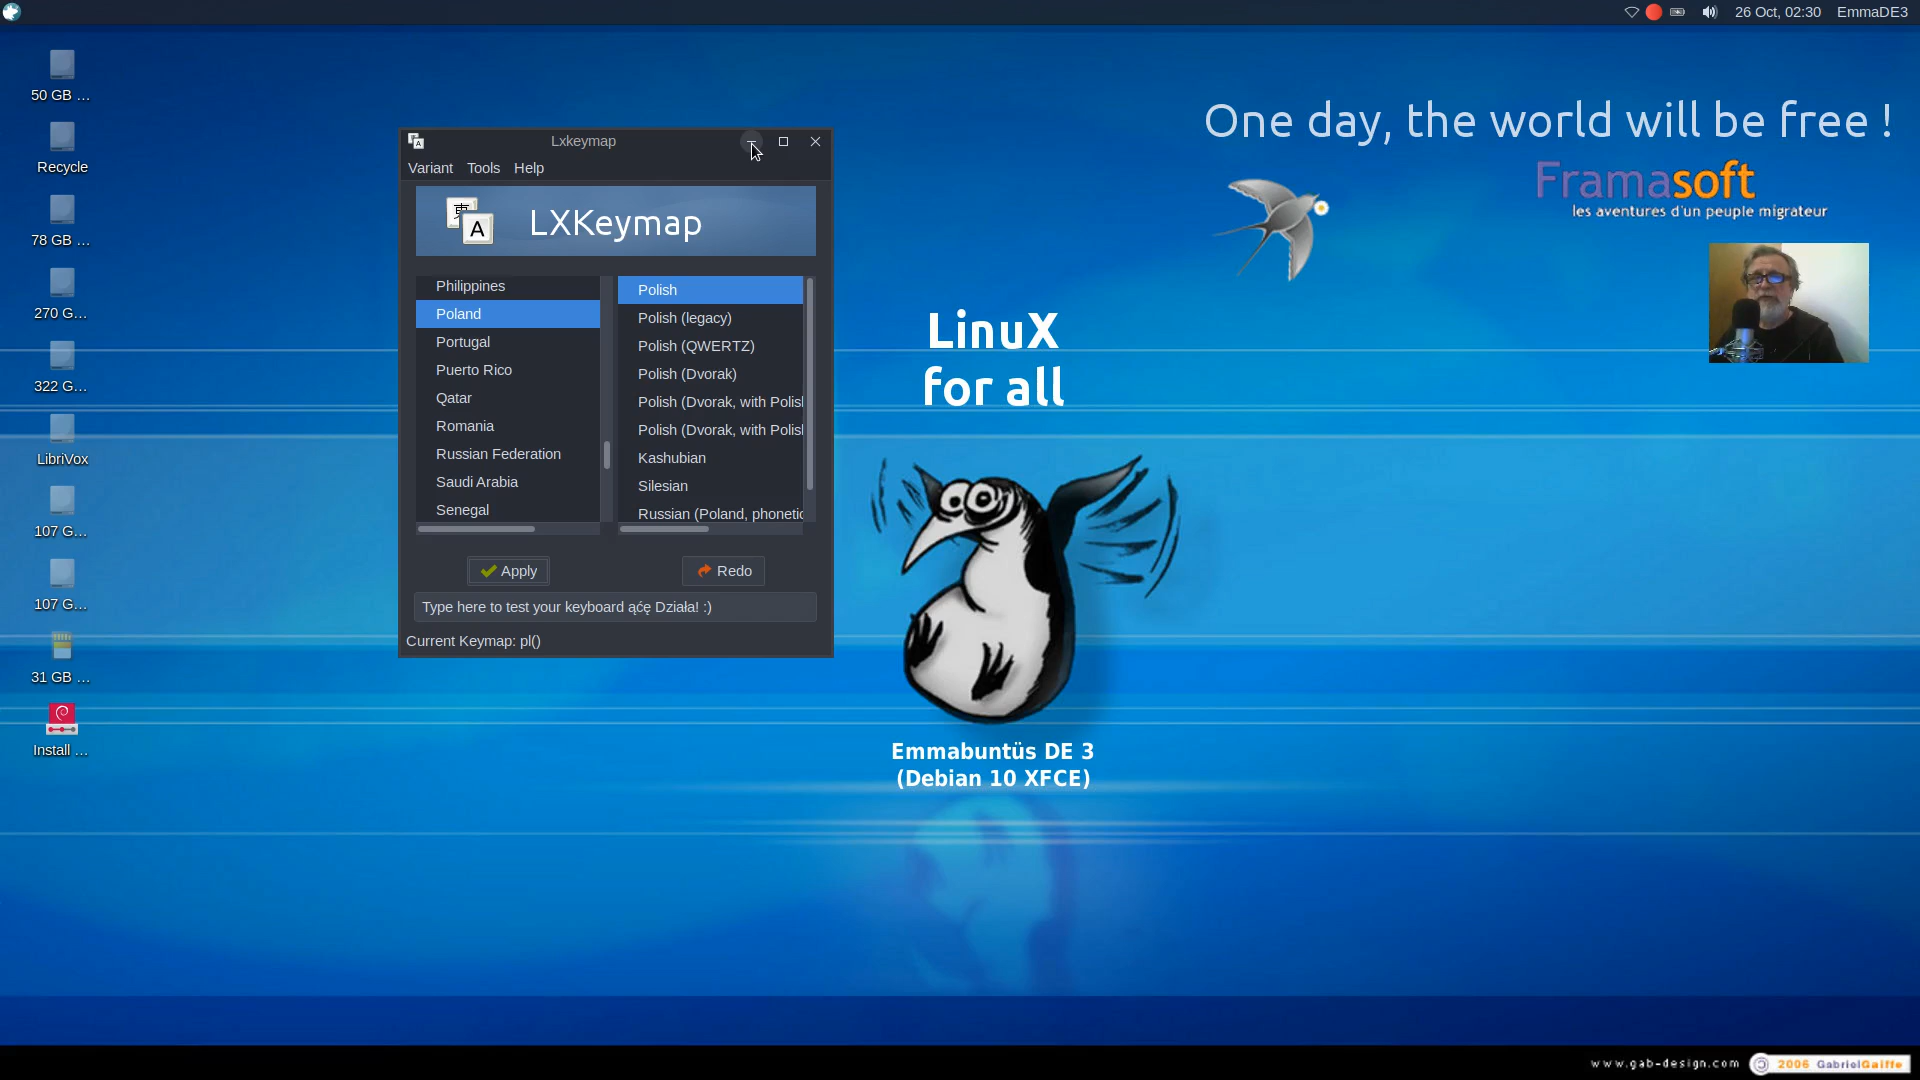 26 Oct, 02:30 EmmaDE3
50 GB ...
Recycle
78 GB ...
270 G...
322 G...
LibriVox
107 G...
107 G...
31 GB ...
Install ...
Lxkeymap
Variant Tools Help
東 A
LXKeymap
Philippines
Poland
Portugal
Puerto Rico
Qatar
Romania
Russian Federation
Saudi Arabia
Senegal
Polish
Polish (legacy)
Polish (QWERTZ)
Polish (Dvorak)
Polish (Dvorak, with Polish
Polish (Dvorak, with Polish
Kashubian
Silesian
Russian (Poland, phonetic
Apply
Redo
Type here to test your keyboard ąćę Działa! :)
Current Keymap: pl()
One day, the world will be free !
Framasoft
les aventures d'un peuple migrateur
LinuX
for all
Emmabuntüs DE 3
(Debian 10 XFCE)
www.gab-design.com © 2006 GabrielGaiffe